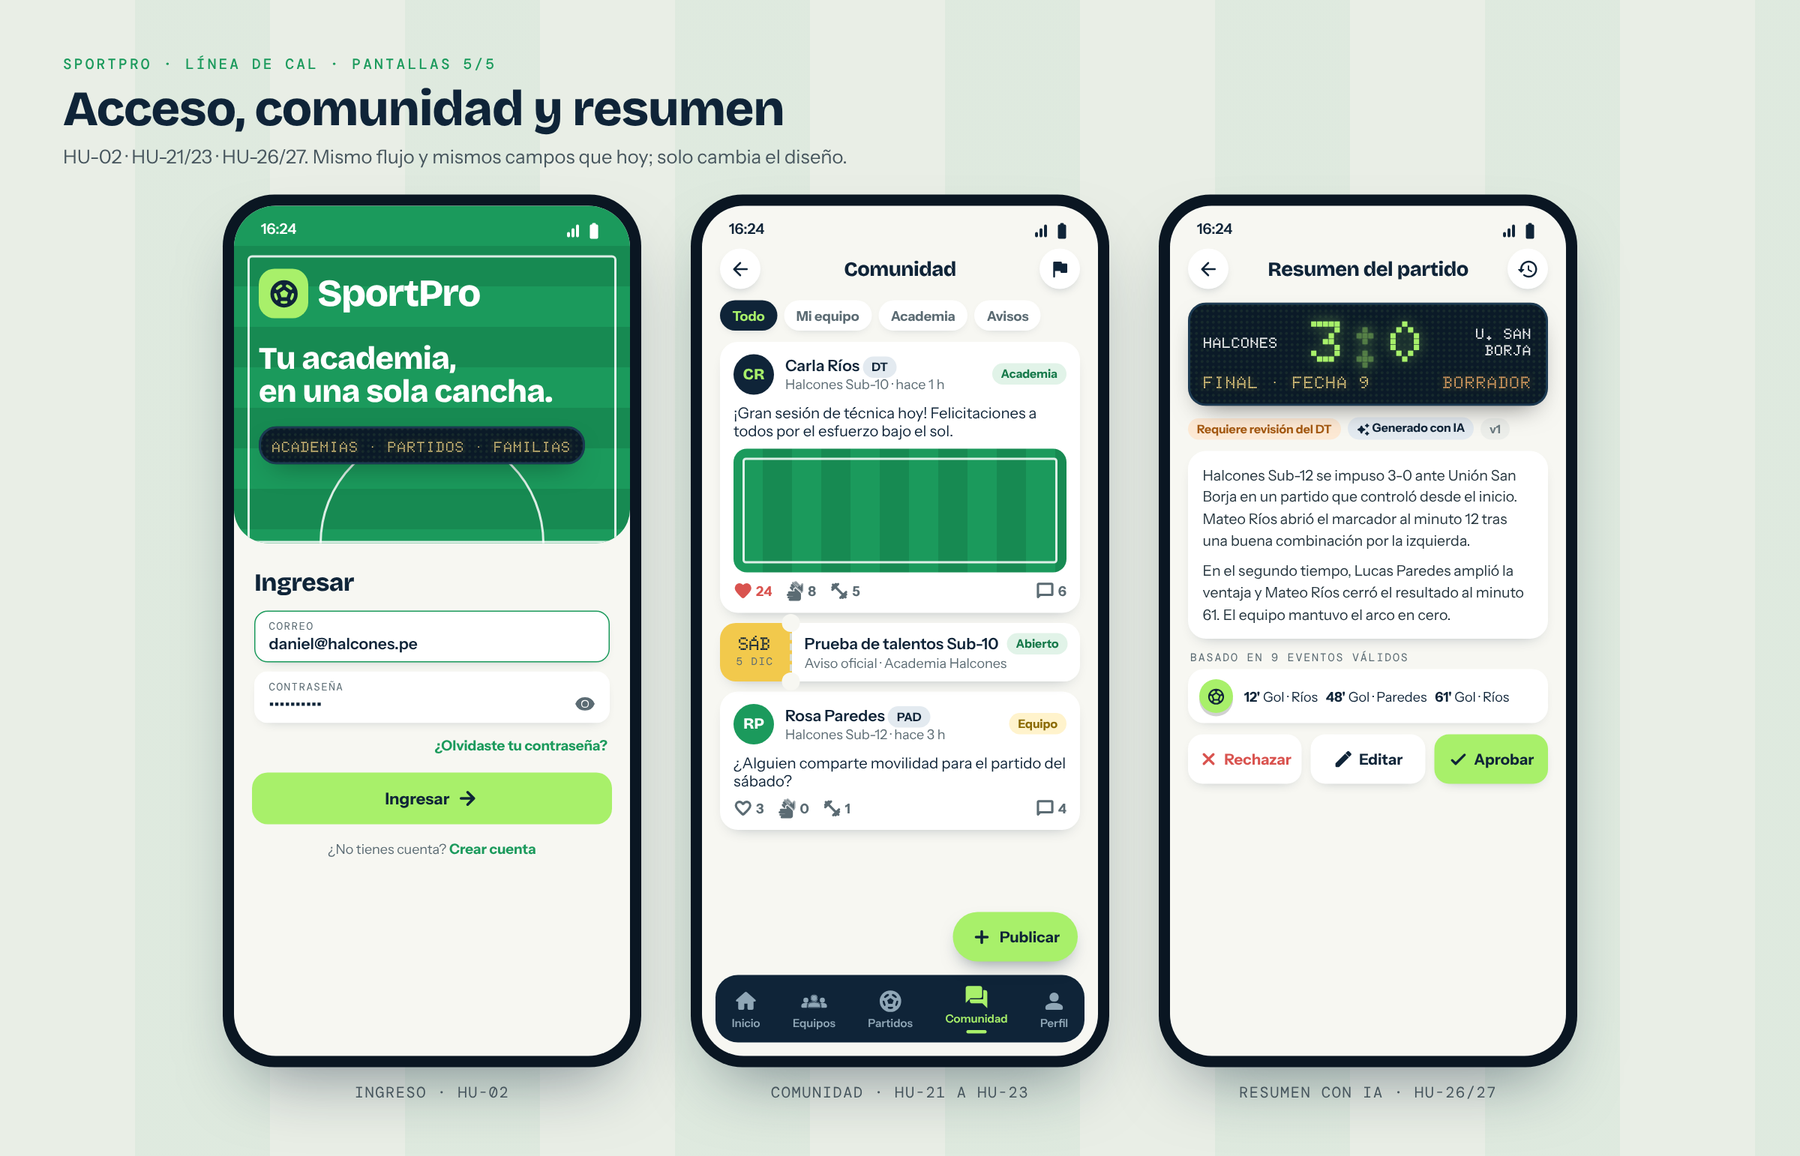 SPORTPRO · LÍNEA DE CAL · PANTALLAS 5/5
Acceso, comunidad y resumen
HU-02 · HU-21/23 · HU-26/27. Mismo flujo y mismos campos que hoy; solo cambia el diseño.
16:24
SportPro
Tu academia,
en una sola cancha.
ACADEMIAS · PARTIDOS · FAMILIAS
Ingresar
CORREO
daniel@halcones.pe
CONTRASEÑA
••••••••••
¿Olvidaste tu contraseña?
Ingresar →
¿No tienes cuenta? Crear cuenta
INGRESO · HU-02
16:24
Comunidad
Todo Mi equipo Academia Avisos
CR Carla Ríos DT Academia
Halcones Sub-10 · hace 1 h
¡Gran sesión de técnica hoy! Felicitaciones a
todos por el esfuerzo bajo el sol.
24 8 5 6
SÁB Prueba de talentos Sub-10 Abierto
5 DIC Aviso oficial · Academia Halcones
RP Rosa Paredes PAD Equipo
Halcones Sub-12 · hace 3 h
¿Alguien comparte movilidad para el partido del
sábado?
3 0 1 4
+ Publicar
Inicio Equipos Partidos Comunidad Perfil
COMUNIDAD · HU-21 A HU-23
16:24
Resumen del partido
HALCONES 3:0 U. SAN
BORJA
FINAL · FECHA 9 BORRADOR
Requiere revisión del DT Generado con IA v1
Halcones Sub-12 se impuso 3-0 ante Unión San
Borja en un partido que controló desde el inicio.
Mateo Ríos abrió el marcador al minuto 12 tras
una buena combinación por la izquierda.
En el segundo tiempo, Lucas Paredes amplió la
ventaja y Mateo Ríos cerró el resultado al minuto
61. El equipo mantuvo el arco en cero.
BASADO EN 9 EVENTOS VÁLIDOS
12' Gol · Ríos 48' Gol · Paredes 61' Gol · Ríos
Rechazar Editar Aprobar
RESUMEN CON IA · HU-26/27